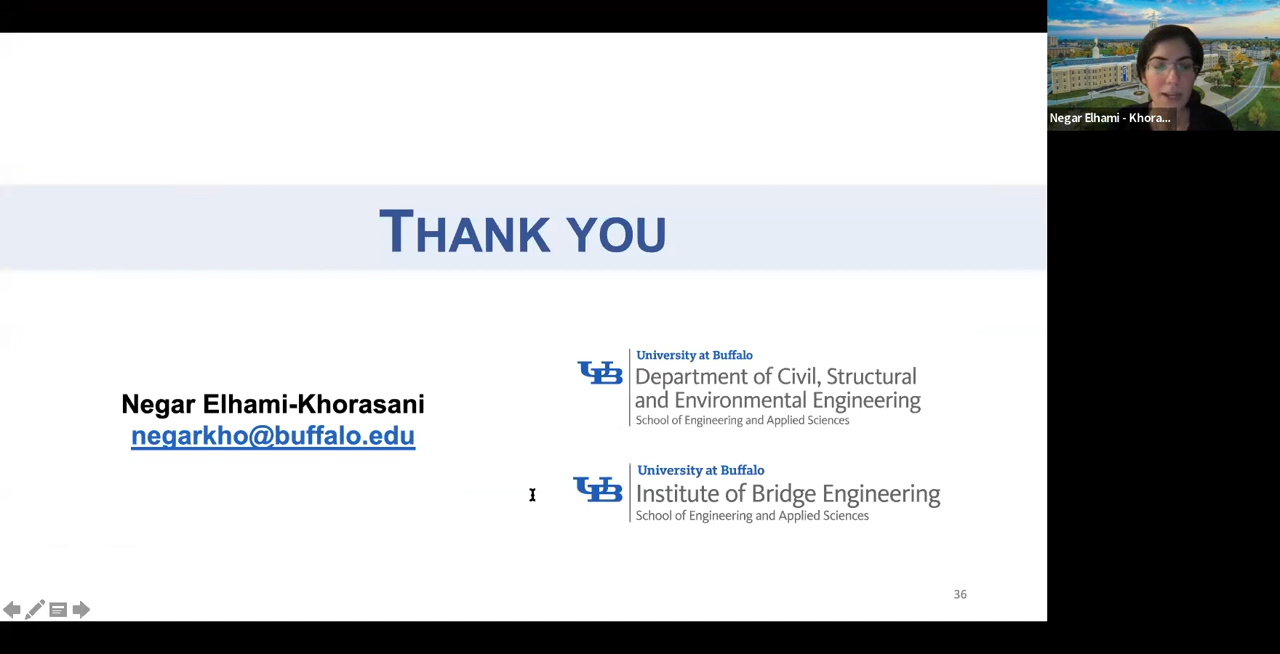 THANK YOU
Negar Elhami-Khorasani
negarkho@buffalo.edu
UB
University at Buffalo
Department of Civil, Structural
and Environmental Engineering
School of Engineering and Applied Sciences
UB
University at Buffalo
Institute of Bridge Engineering
School of Engineering and Applied Sciences
36
Negar Elhami - Khora...